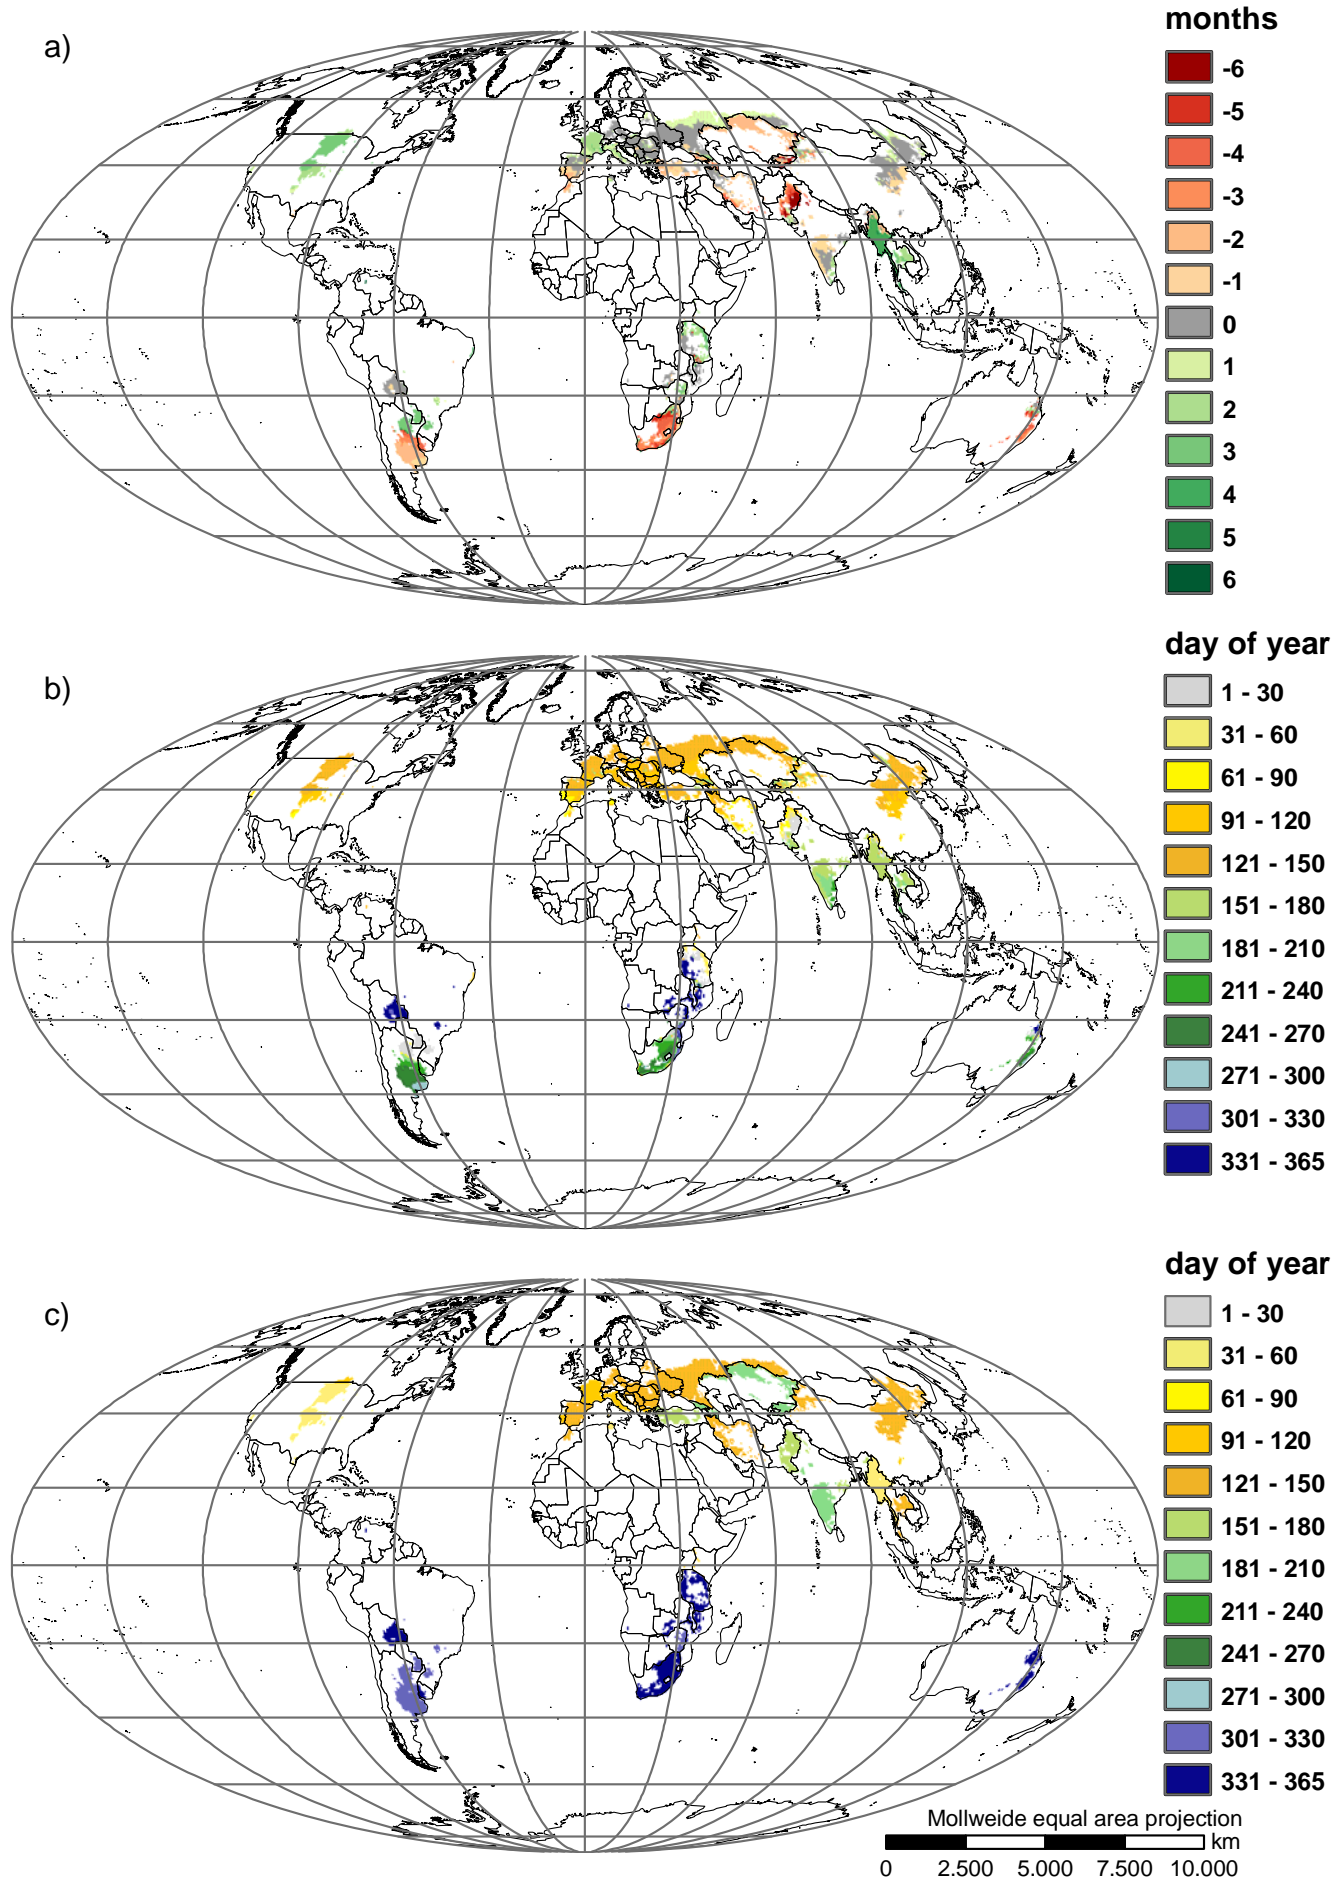 a)
months
-6
-5
-4
-3
-2
-1
0
1
2
3
4
5
6
b)
day of year
1 - 30
31 - 60
61 - 90
91 - 120
121 - 150
151 - 180
181 - 210
211 - 240
241 - 270
271 - 300
301 - 330
331 - 365
c)
day of year
1 - 30
31 - 60
61 - 90
91 - 120
121 - 150
151 - 180
181 - 210
211 - 240
241 - 270
271 - 300
301 - 330
331 - 365
Mollweide equal area projection
km
0 2.500 5.000 7.500 10.000